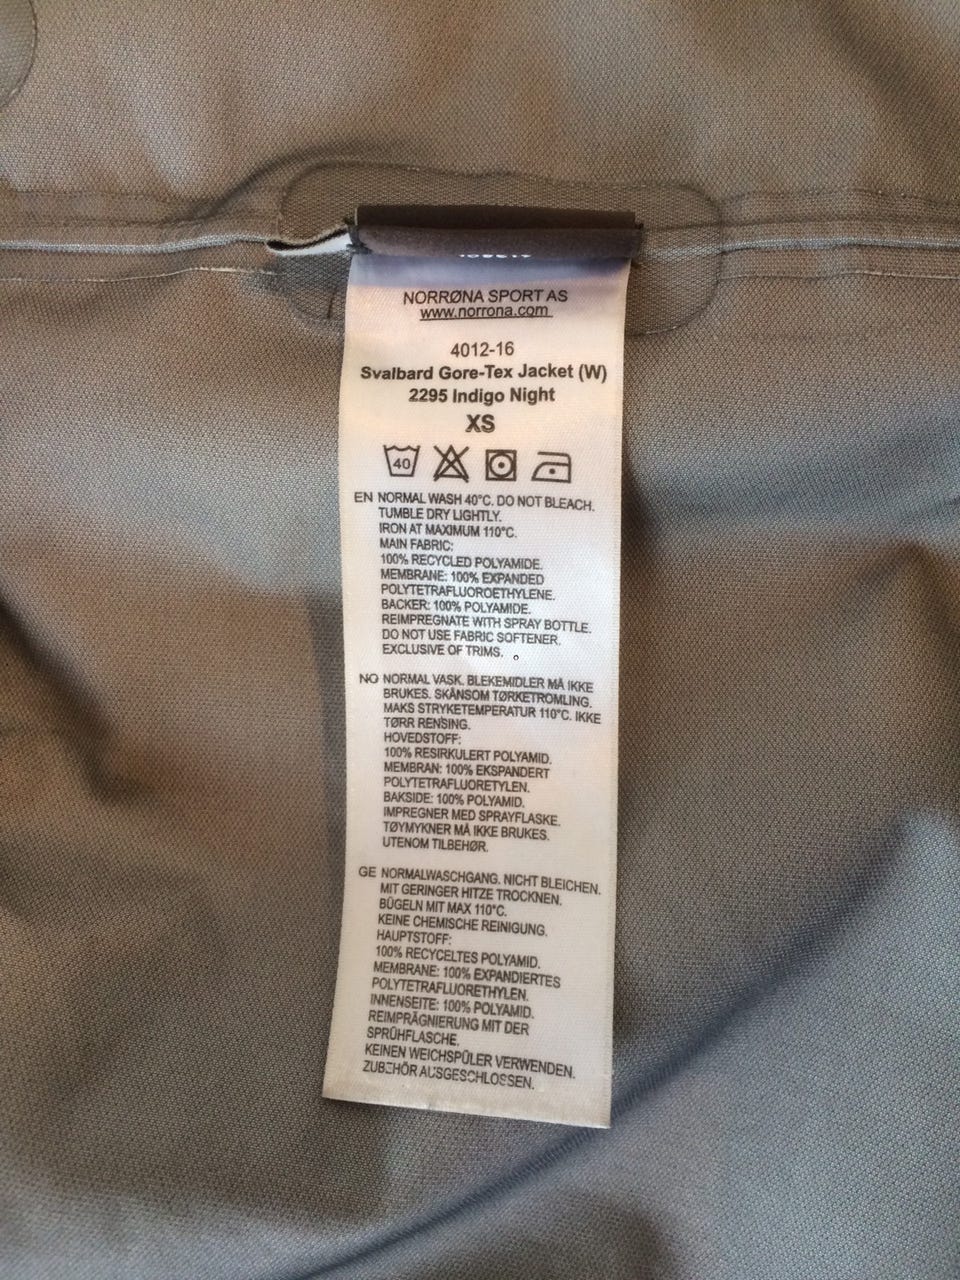 NORRØNA SPORT AS
www.norrona.com
4012-16
Svalbard Gore-Tex Jacket (W)
2295 Indigo Night
XS
40
EN NORMAL WASH 40°C. DO NOT BLEACH.
TUMBLE DRY LIGHTLY.
IRON AT MAXIMUM 110°C.
MAIN FABRIC:
100% RECYCLED POLYAMIDE.
MEMBRANE: 100% EXPANDED
POLYTETRAFLUOROETHYLENE.
BACKER: 100% POLYAMIDE.
REIMPREGNATE WITH SPRAY BOTTLE.
DO NOT USE FABRIC SOFTENER.
EXCLUSIVE OF TRIMS.
NO NORMAL VASK. BLEKEMIDLER MÅ IKKE
BRUKES. SKÅNSOM TØRKETROMLING.
MAKS STRYKETEMPERATUR 110°C. IKKE
TØRR RENSING.
HOVEDSTOFF:
100% RESIRKULERT POLYAMID.
MEMBRAN: 100% EKSPANDERT
POLYTETRAFLUORETYLEN.
BAKSIDE: 100% POLYAMID.
IMPREGNER MED SPRAYFLASKE.
TØYMYKNER MÅ IKKE BRUKES.
UTENOM TILBEHØR.
GE NORMALWASCHGANG. NICHT BLEICHEN.
MIT GERINGER HITZE TROCKNEN.
BÜGELN MIT MAX 110°C.
KEINE CHEMISCHE REINIGUNG.
HAUPTSTOFF:
100% RECYCELTES POLYAMID.
MEMBRANE: 100% EXPANDIERTES
POLYTETRAFLUORETHYLEN.
INNENSEITE: 100% POLYAMID.
REIMPRÄGNIERUNG MIT DER
SPRÜHFLASCHE.
KEINEN WEICHSPÜLER VERWENDEN.
ZUBEHÖR AUSGESCHLOSSEN.